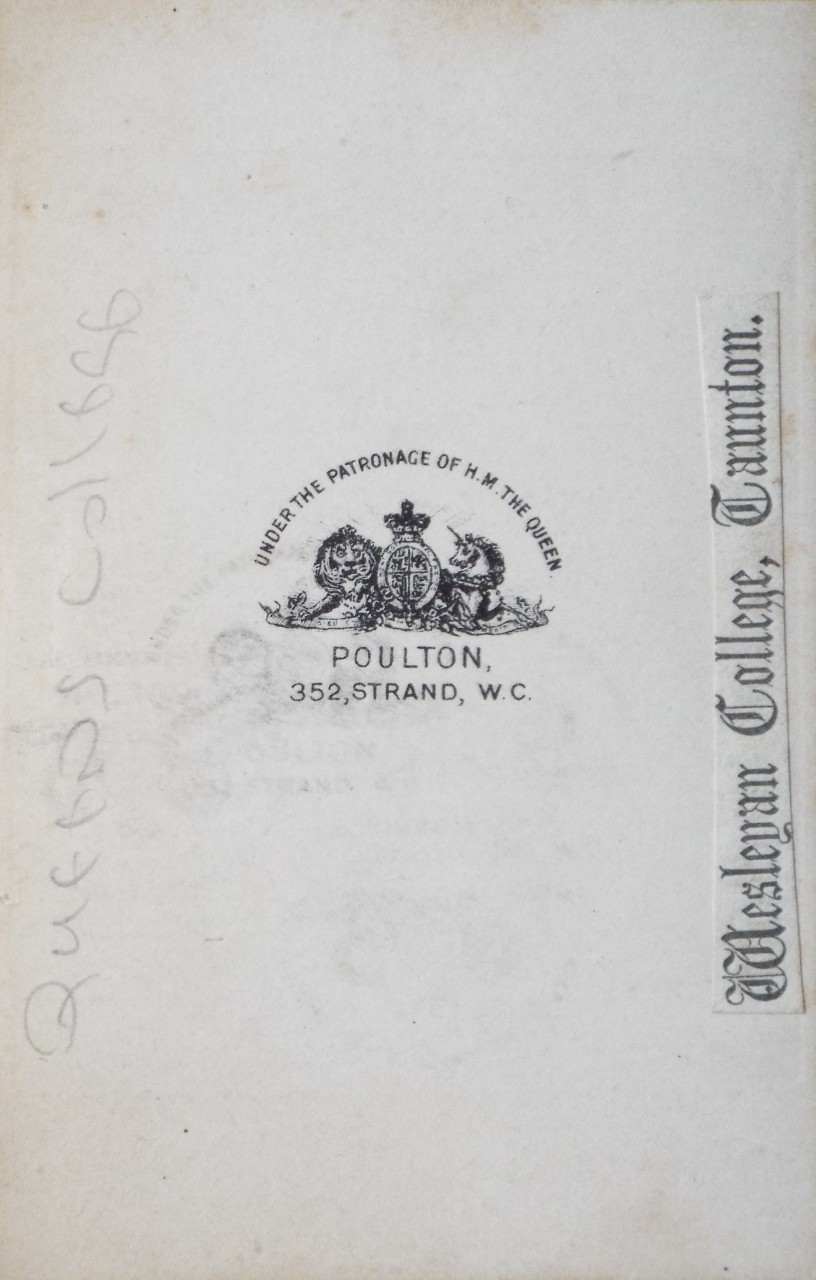 UNDER THE PATRONAGE OF H.M. THE QUEEN.
POULTON,
352, STRAND, W.C.
Queens College
Wesleyan College, Taunton.